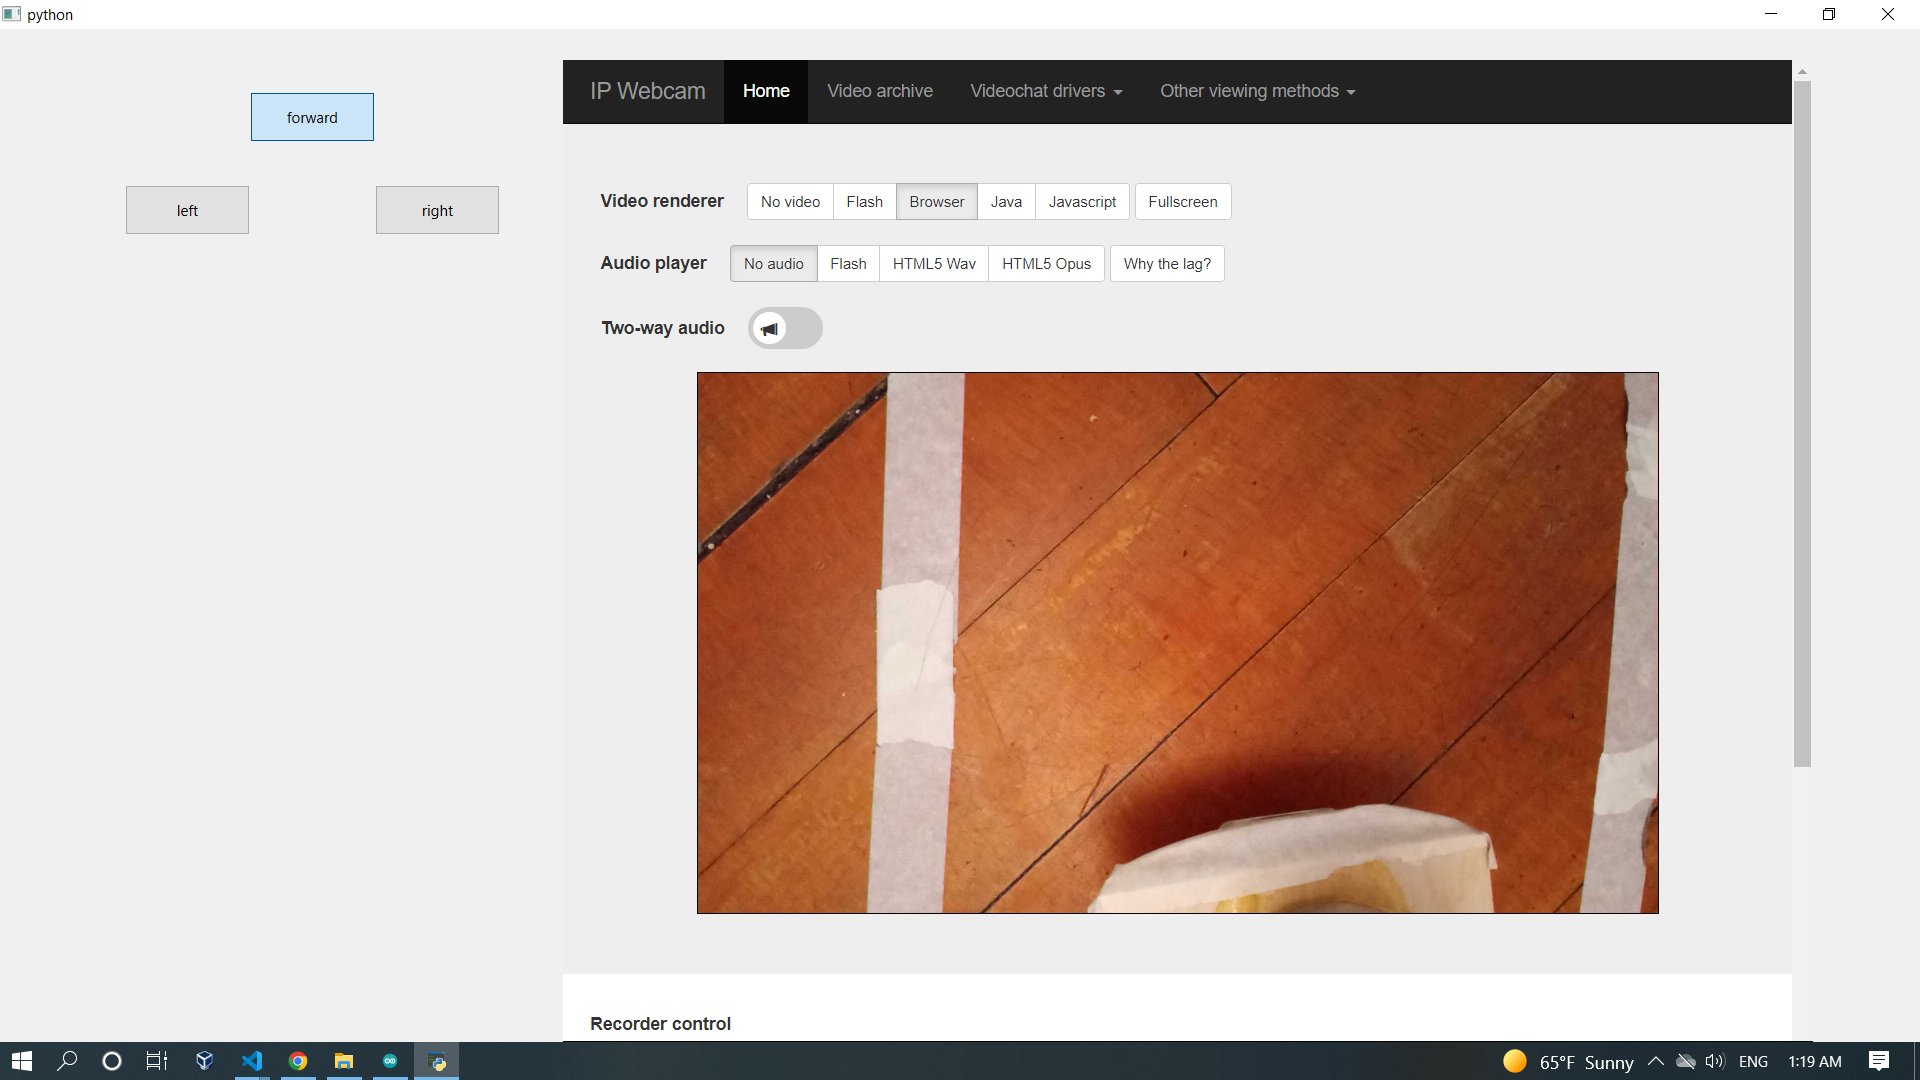 python
forward
left
right
IP Webcam Home Video archive Videochat drivers Other viewing methods
Video renderer No video Flash Browser Java Javascript Fullscreen
Audio player No audio Flash HTML5 Wav HTML5 Opus Why the lag?
Two-way audio
Recorder control
65°F Sunny ENG 1:19 AM